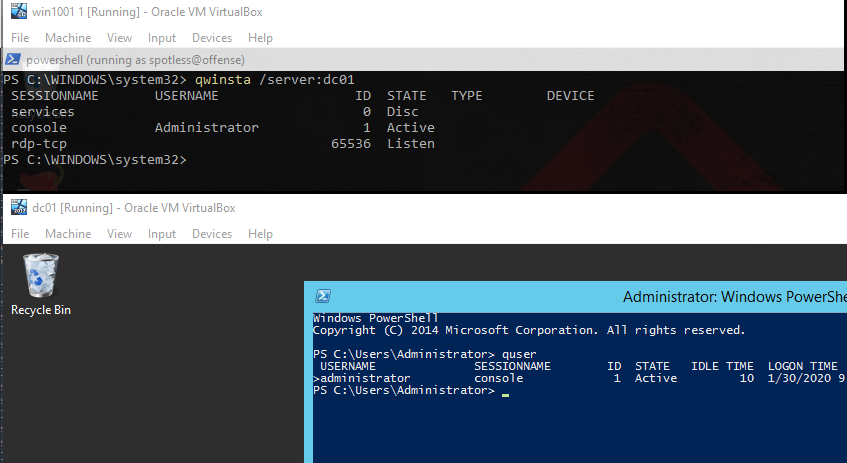 win1001 1 [Running] - Oracle VM VirtualBox
File Machine View Input Devices Help
powershell (running as spotless@offense)
PS C:\WINDOWS\system32> qwinsta /server:dc01
SESSIONNAME USERNAME ID STATE TYPE DEVICE
services 0 Disc
console Administrator 1 Active
rdp-tcp 65536 Listen
PS C:\WINDOWS\system32>
dc01 [Running] - Oracle VM VirtualBox
File Machine View Input Devices Help
Recycle Bin
Administrator: Windows PowerShe
Windows PowerShell
Copyright (C) 2014 Microsoft Corporation. All rights reserved.
PS C:\Users\Administrator> quser
USERNAME SESSIONNAME ID STATE IDLE TIME LOGON TIME
>administrator console 1 Active 10 1/30/2020 9
PS C:\Users\Administrator> _